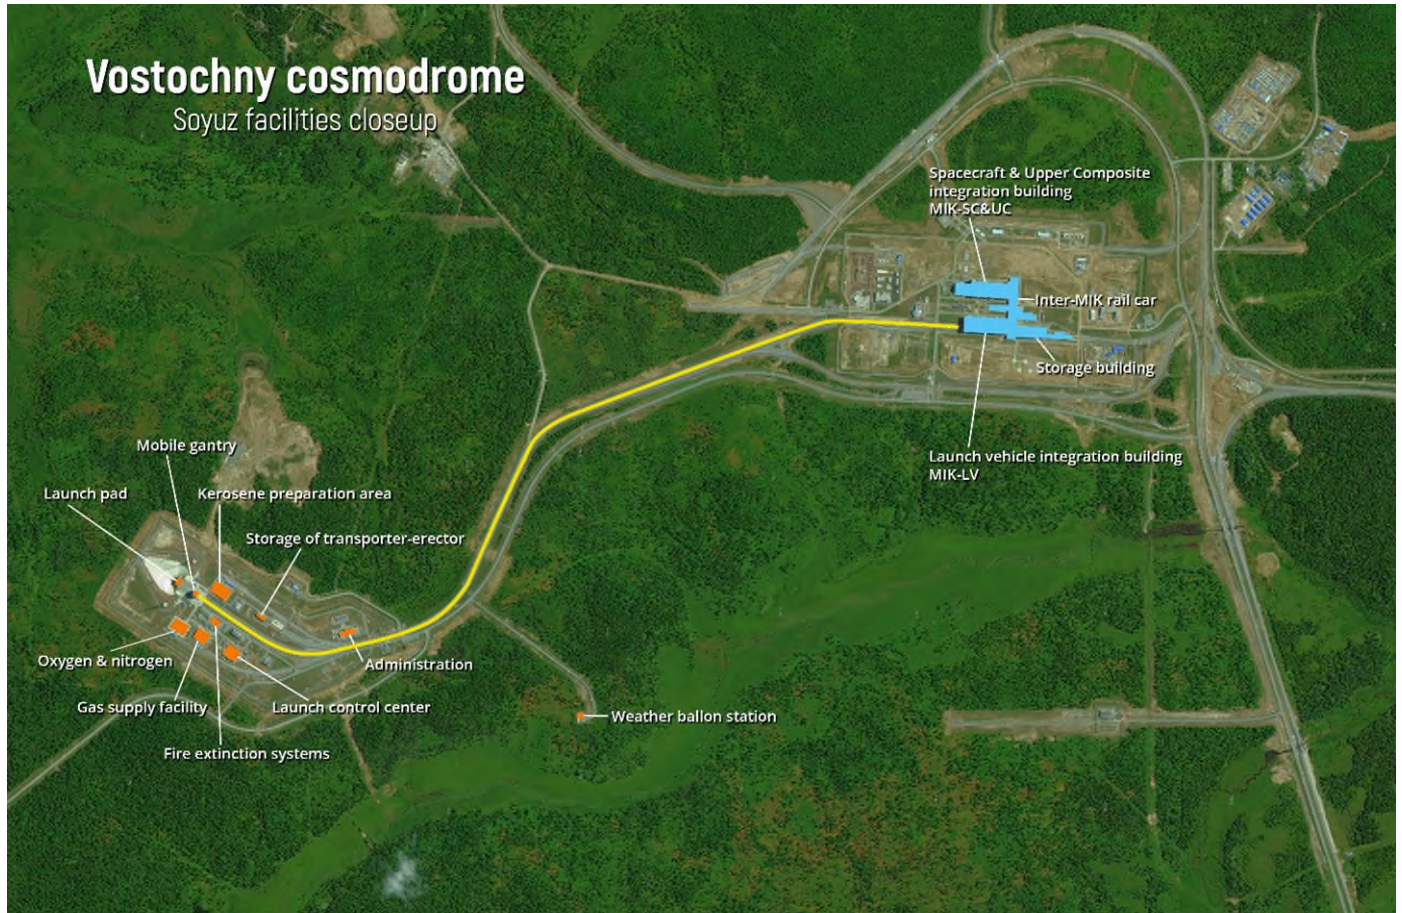 Vostochny cosmodrome
Soyuz facilities closeup
Spacecraft & Upper Composite
integration building
MIK-SC&UC
Inter-MIK rail car
Storage building
Launch vehicle integration building
MIK-LV
Mobile gantry
Launch pad
Kerosene preparation area
Storage of transporter-erector
Oxygen & nitrogen
Administration
Gas supply facility
Launch control center
Weather ballon station
Fire extinction systems